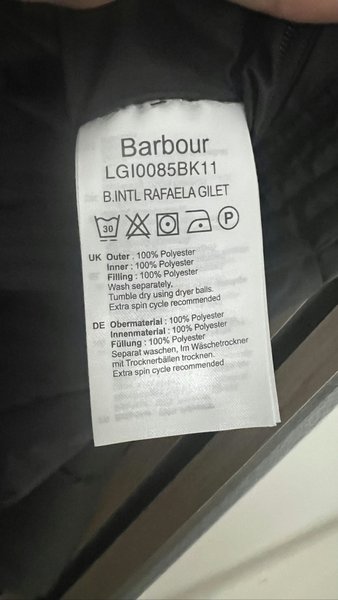 Barbour
LGI0085BK11
B.INTL RAFAELA GILET
30 P
UK Outer : 100% Polyester
Inner : 100% Polyester
Filling : 100% Polyester
Wash separately.
Tumble dry using dryer balls.
Extra spin cycle recommended
DE Obermaterial : 100% Polyester
Innenmaterial : 100% Polyester
Füllung : 100% Polyester
Separat waschen, Im Wäschetrockner
mit Trocknerbällen trocknen.
Extra spin cycle recommended